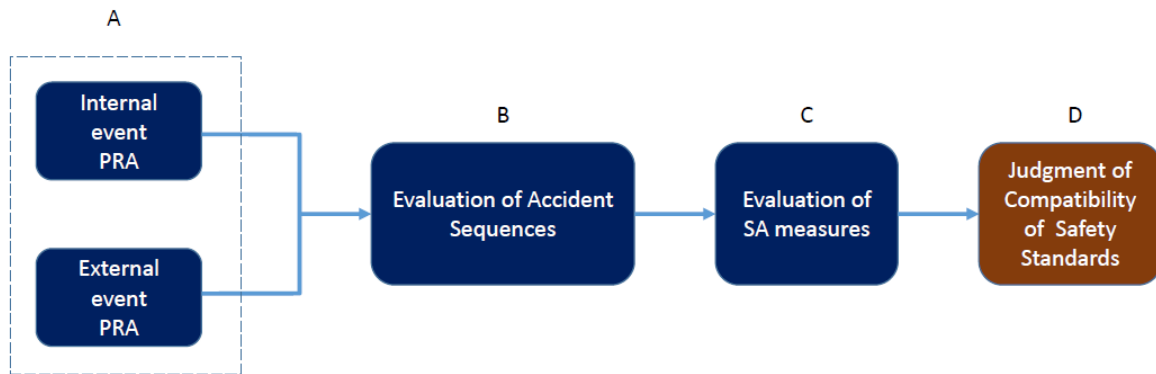 A
Internal
event
PRA
External
event
PRA
B
Evaluation of Accident
Sequences
C
Evaluation of
SA measures
D
Judgment of
Compatibility
of Safety
Standards